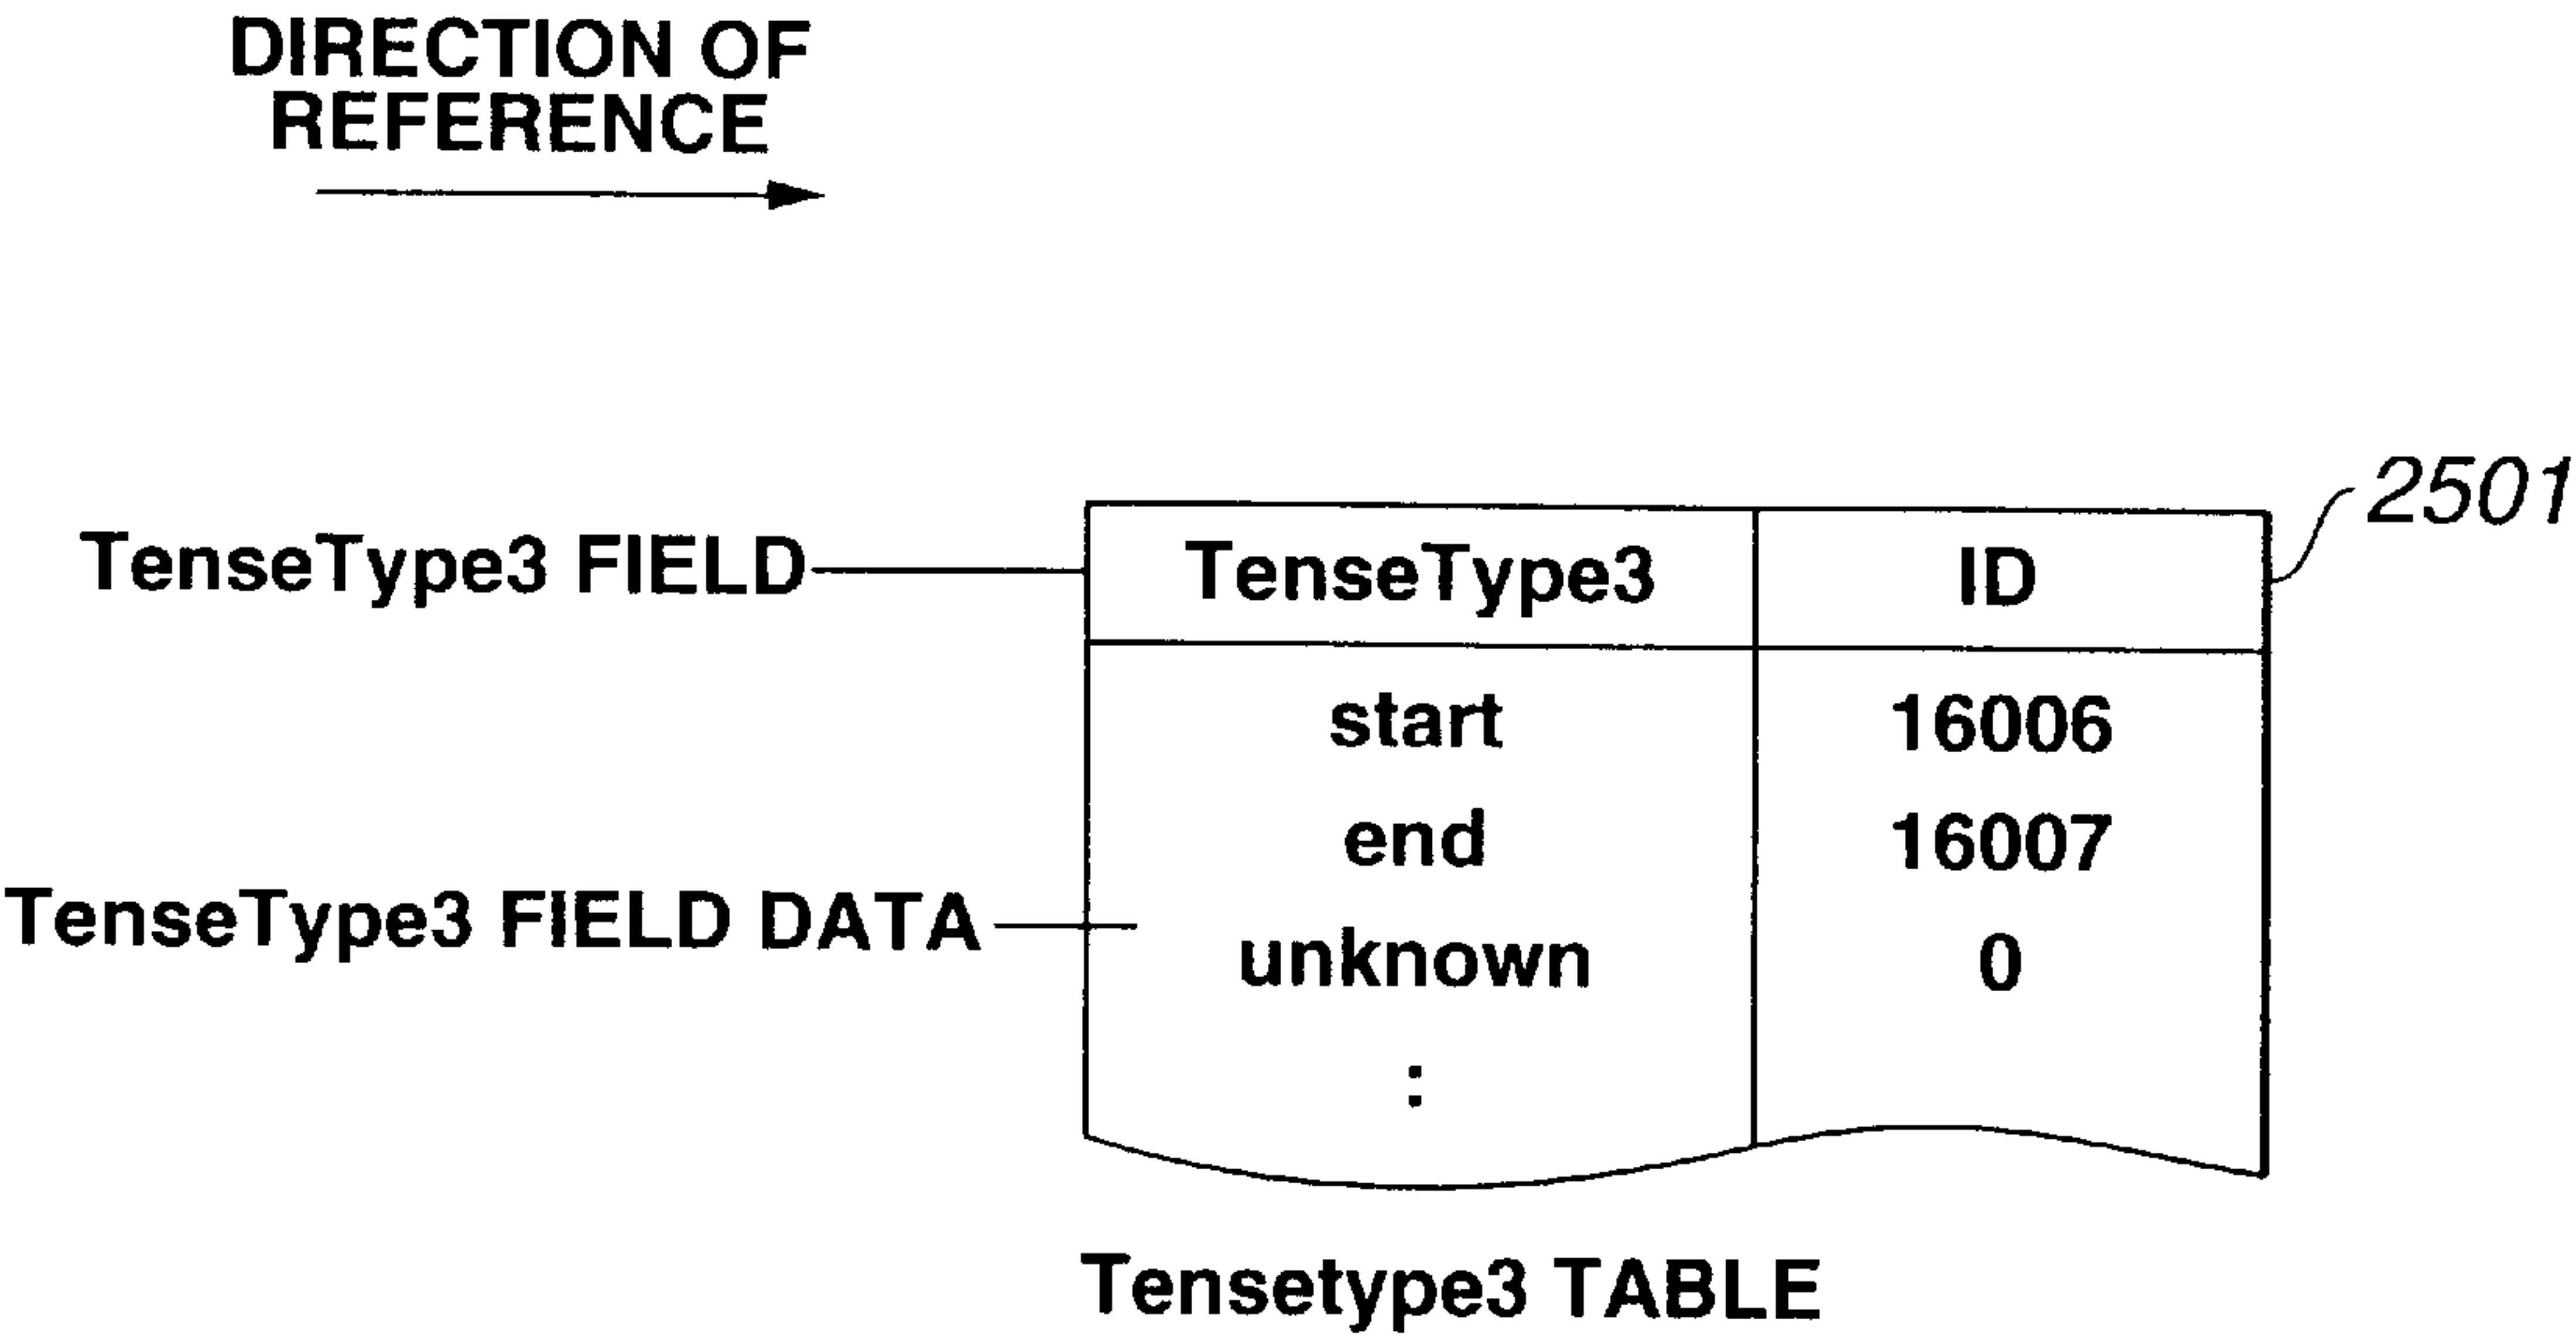 DIRECTION OF
REFERENCE
2501
TenseType3 FIELD
TenseType3 ID
start 16006
end 16007
TenseType3 FIELD DATA
unknown 0
:
Tensetype3 TABLE